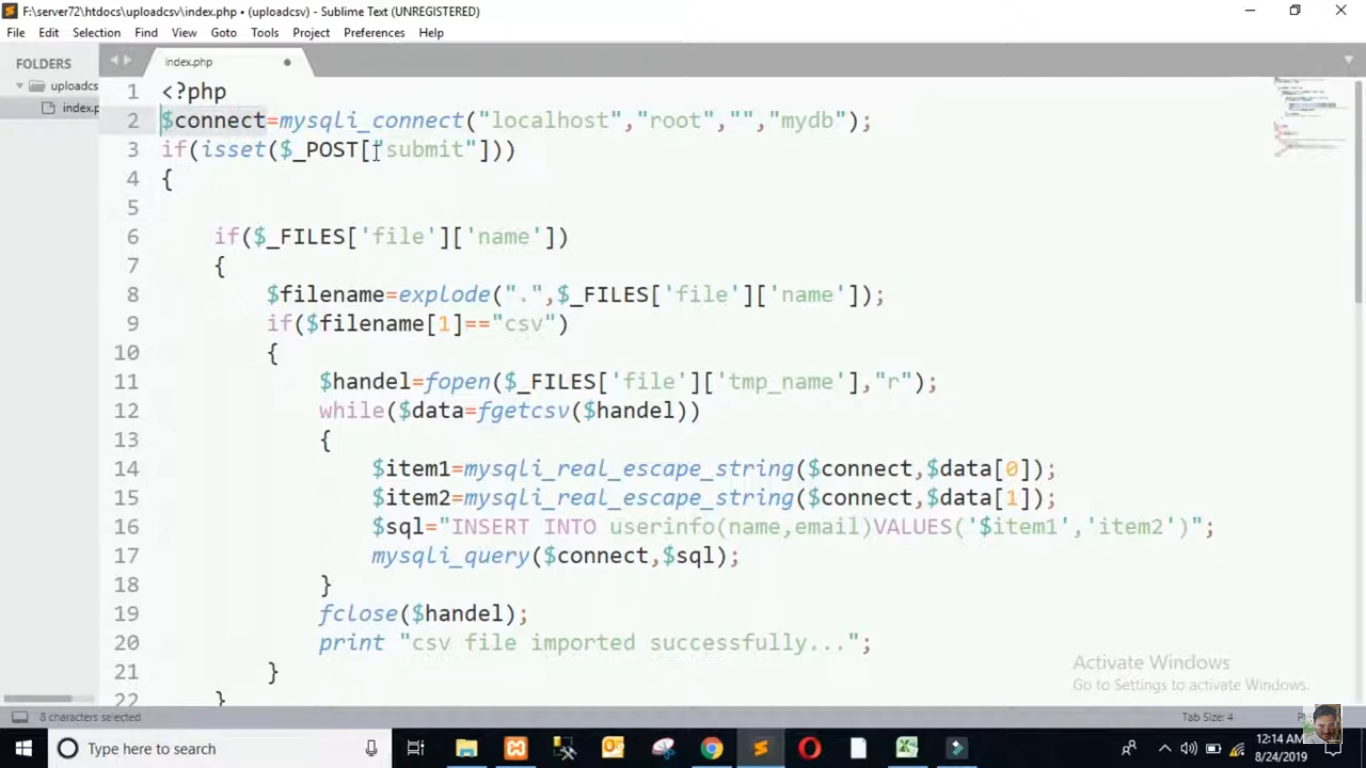 F:\server72\htdocs\uploadcsv\index.php • (uploadcsv) - Sublime Text (UNREGISTERED)
File Edit Selection Find View Goto Tools Project Preferences Help
FOLDERS
index.php
uploadcs
index.p
1 <?php
2 $connect=mysqli_connect("localhost","root","","mydb");
3 if(isset($_POST["submit"]))
4 {
5
6 if($_FILES['file']['name'])
7 {
8 $filename=explode(".",$_FILES['file']['name']);
9 if($filename[1]=="csv")
10 {
11 $handel=fopen($_FILES['file']['tmp_name'],"r");
12 while($data=fgetcsv($handel))
13 {
14 $item1=mysqli_real_escape_string($connect,$data[0]);
15 $item2=mysqli_real_escape_string($connect,$data[1]);
16 $sql="INSERT INTO userinfo(name,email)VALUES('$item1','item2')";
17 mysqli_query($connect,$sql);
18 }
19 fclose($handel);
20 print "csv file imported successfully...";
21 }
22 }
Activate Windows
Go to Settings to activate Windows.
8 characters selected
Tab Size: 4
Type here to search
12:14 AM
8/24/2019